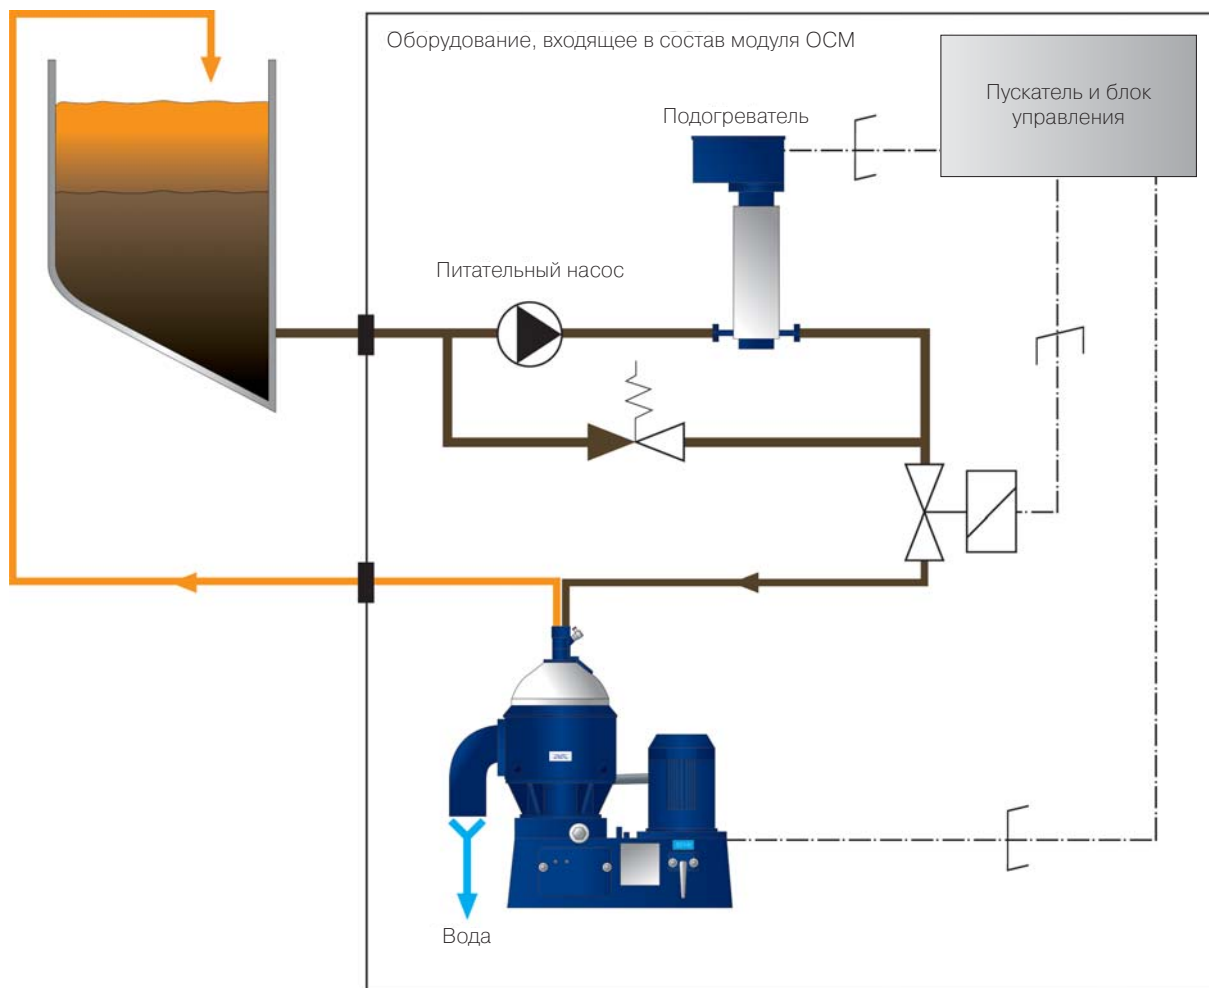 Оборудование, входящее в состав модуля ОСМ
Пускатель и блок
управления
Подогреватель
Питательный насос
Вода